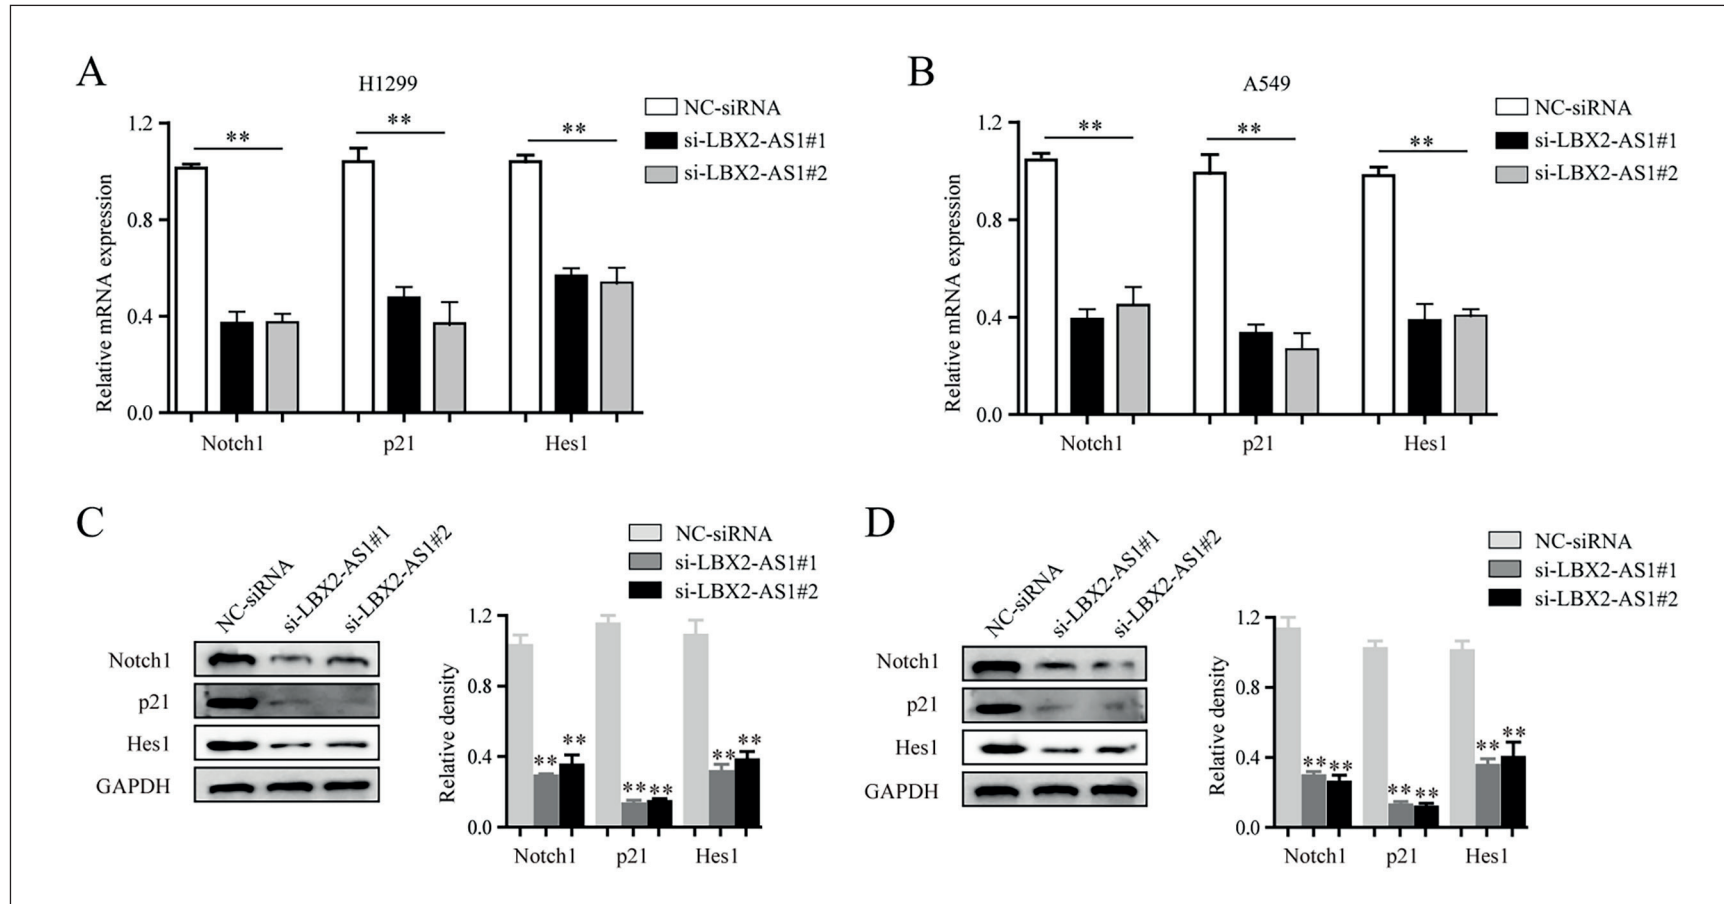 A
H1299
NC-siRNA
si-LBX2-AS1#1
si-LBX2-AS1#2
Relative mRNA expression
1.2
0.8
0.4
0.0
**
**
**
Notch1
p21
Hes1
B
A549
NC-siRNA
si-LBX2-AS1#1
si-LBX2-AS1#2
Relative mRNA expression
1.2
0.8
0.4
0.0
**
**
**
Notch1
p21
Hes1
C
NC-siRNA
si-LBX2-AS1#1
si-LBX2-AS1#2
Notch1
p21
Hes1
GAPDH
NC-siRNA
si-LBX2-AS1#1
si-LBX2-AS1#2
Relative density
1.2
0.8
0.4
0.0
** **
** **
** **
Notch1
p21
Hes1
D
NC-siRNA
si-LBX2-AS1#1
si-LBX2-AS1#2
Notch1
p21
Hes1
GAPDH
NC-siRNA
si-LBX2-AS1#1
si-LBX2-AS1#2
Relative density
1.2
0.8
0.4
0.0
** **
** **
** **
Notch1
p21
Hes1